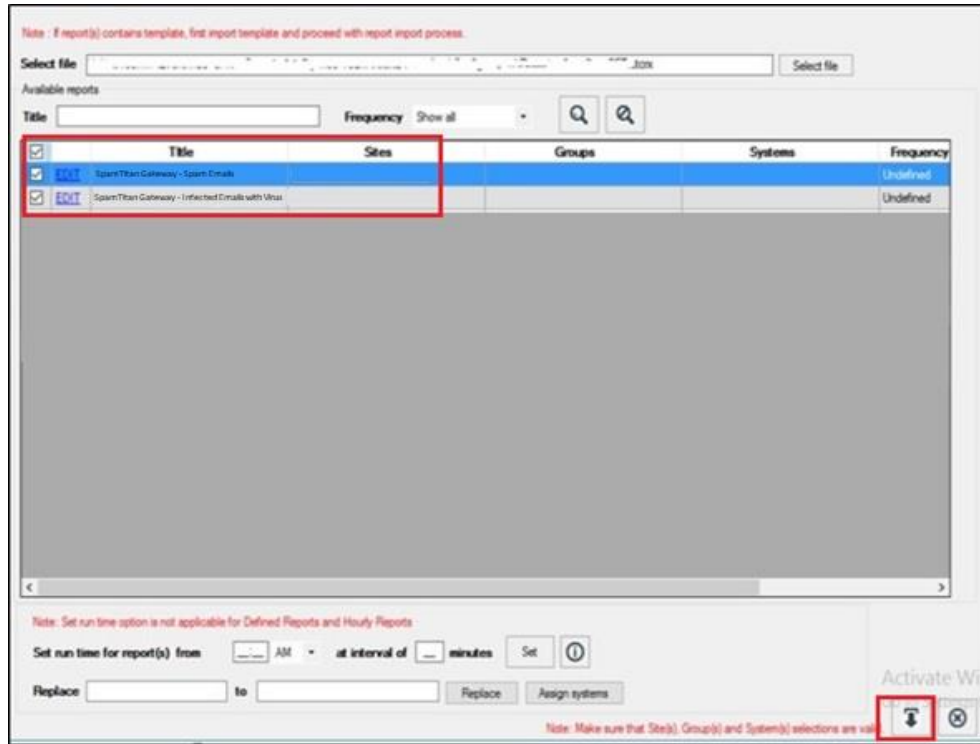 Note : If report(s) contains template, first import template and proceed with report import process.
Select file .itcrx Select file
Available reports
Title Frequency Show all
Title Sites Groups Systems Frequency
EDIT SpamTitan Gateway - Spam Emails Undefined
EDIT SpamTitan Gateway - Infected Emails with Virus Undefined
Note: Set run time option is not applicable for Defined Reports and Hourly Reports
Set run time for report(s) from AM at interval of minutes Set
Replace to Replace Assign systems
Activate Wi
Note: Make sure that Site(s), Group(s) and System(s) selections are vali